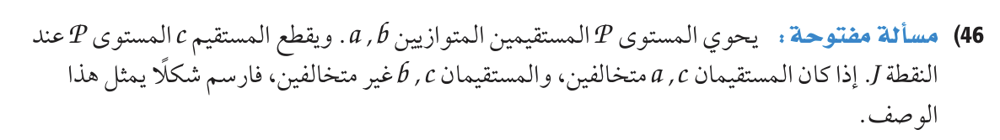 46) مسألة مفتوحة : يحوي المستوى P المستقيمين المتوازيين a , b . ويقطع المستقيم c المستوى P عند
النقطة J. إذا كان المستقيمان a , c متخالفين، والمستقيمان b , c غير متخالفين، فارسم شكلًا يمثل هذا
الوصف.